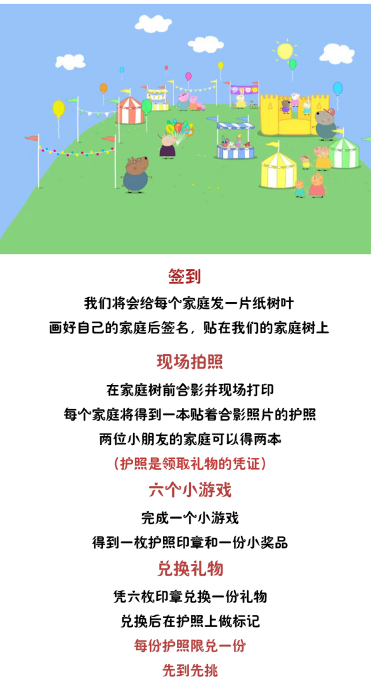 签到
我们将会给每个家庭发一片纸树叶
画好自己的家庭后签名，贴在我们的家庭树上
现场拍照
在家庭树前合影并现场打印
每个家庭将得到一本贴着合影照片的护照
两位小朋友的家庭可以得两本
（护照是领取礼物的凭证）
六个小游戏
完成一个小游戏
得到一枚护照印章和一份小奖品
兑换礼物
凭六枚印章兑换一份礼物
兑换后在护照上做标记
每份护照限兑一份
先到先挑